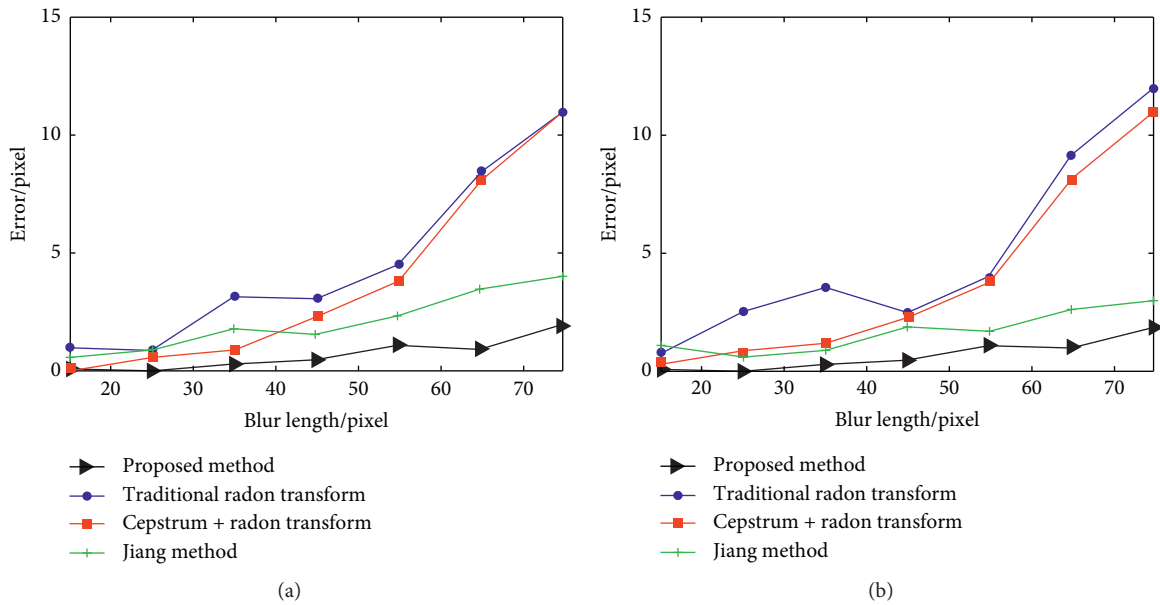 15
10
5
0
Error/pixel
20 30 40 50 60 70
Blur length/pixel
Proposed method
Traditional radon transform
Cepstrum + radon transform
Jiang method
(a)
15
10
5
0
Error/pixel
20 30 40 50 60 70
Blur length/pixel
Proposed method
Traditional radon transform
Cepstrum + radon transform
Jiang method
(b)